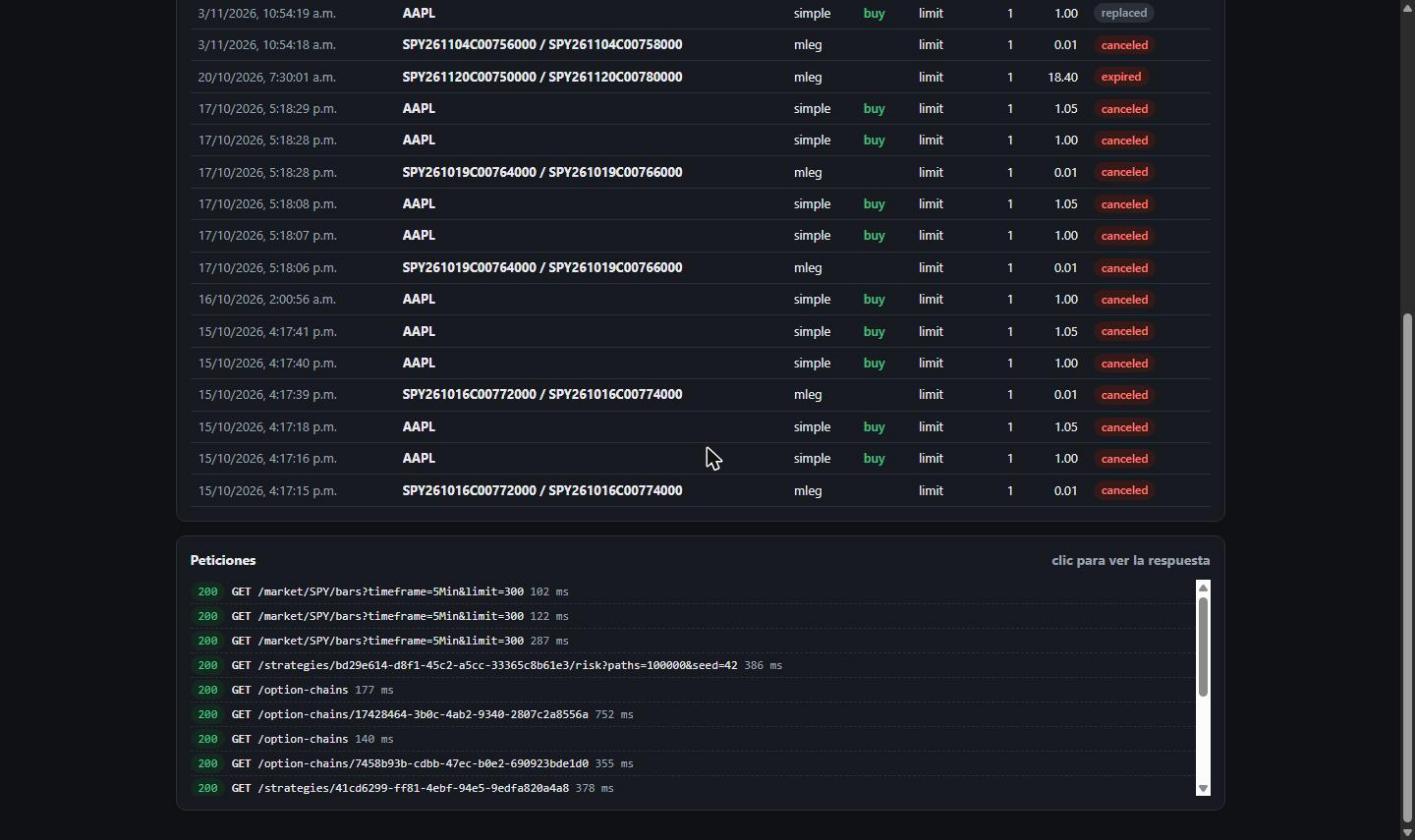 3/11/2026, 10:54:19 a.m. AAPL simple buy limit 1 1.00 replaced
3/11/2026, 10:54:18 a.m. SPY261104C00756000 / SPY261104C00758000 mleg limit 1 0.01 canceled
20/10/2026, 7:30:01 a.m. SPY261120C00750000 / SPY261120C00780000 mleg limit 1 18.40 expired
17/10/2026, 5:18:29 p.m. AAPL simple buy limit 1 1.05 canceled
17/10/2026, 5:18:28 p.m. AAPL simple buy limit 1 1.00 canceled
17/10/2026, 5:18:28 p.m. SPY261019C00764000 / SPY261019C00766000 mleg limit 1 0.01 canceled
17/10/2026, 5:18:08 p.m. AAPL simple buy limit 1 1.05 canceled
17/10/2026, 5:18:07 p.m. AAPL simple buy limit 1 1.00 canceled
17/10/2026, 5:18:06 p.m. SPY261019C00764000 / SPY261019C00766000 mleg limit 1 0.01 canceled
16/10/2026, 2:00:56 a.m. AAPL simple buy limit 1 1.00 canceled
15/10/2026, 4:17:41 p.m. AAPL simple buy limit 1 1.05 canceled
15/10/2026, 4:17:40 p.m. AAPL simple buy limit 1 1.00 canceled
15/10/2026, 4:17:39 p.m. SPY261016C00772000 / SPY261016C00774000 mleg limit 1 0.01 canceled
15/10/2026, 4:17:18 p.m. AAPL simple buy limit 1 1.05 canceled
15/10/2026, 4:17:16 p.m. AAPL simple buy limit 1 1.00 canceled
15/10/2026, 4:17:15 p.m. SPY261016C00772000 / SPY261016C00774000 mleg limit 1 0.01 canceled
Peticiones clic para ver la respuesta
200 GET /market/SPY/bars?timeframe=5Min&limit=300 102 ms
200 GET /market/SPY/bars?timeframe=5Min&limit=300 122 ms
200 GET /market/SPY/bars?timeframe=5Min&limit=300 287 ms
200 GET /strategies/bd29e614-d8f1-45c2-a5cc-33365c8b61e3/risk?paths=100000&seed=42 386 ms
200 GET /option-chains 177 ms
200 GET /option-chains/17428464-3b0c-4ab2-9340-2807c2a8556a 752 ms
200 GET /option-chains 140 ms
200 GET /option-chains/7458b93b-cdbb-47ec-b0e2-690923bde1d0 355 ms
200 GET /strategies/41cd6299-ff81-4ebf-94e5-9edfa820a4a8 378 ms